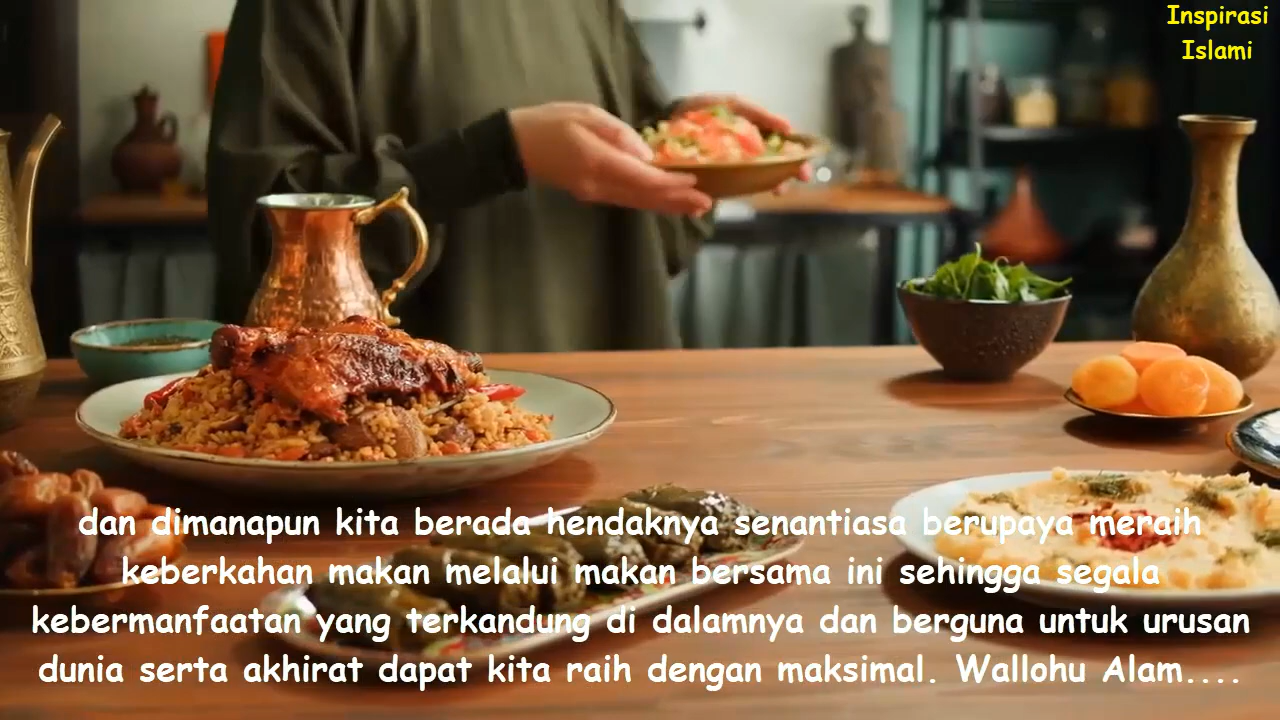 Inspirasi
Islami
dan dimanapun kita berada hendaknya senantiasa berupaya meraih
keberkahan makan melalui makan bersama ini sehingga segala
kebermanfaatan yang terkandung di dalamnya dan berguna untuk urusan
dunia serta akhirat dapat kita raih dengan maksimal. Wallohu Alam....